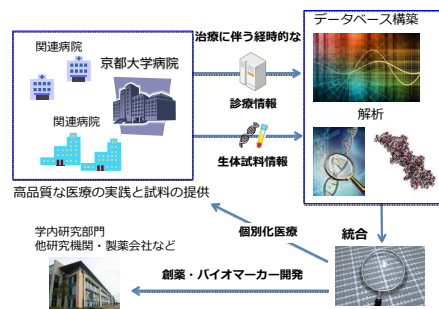 関連病院
京都大学病院
関連病院
高品質な医療の実践と試料の提供
治療に伴う経時的な
診療情報
生体試料情報
データベース構築
解析
統合
個別化医療
創薬・バイオマーカー開発
学内研究部門
他研究機関・製薬会社など